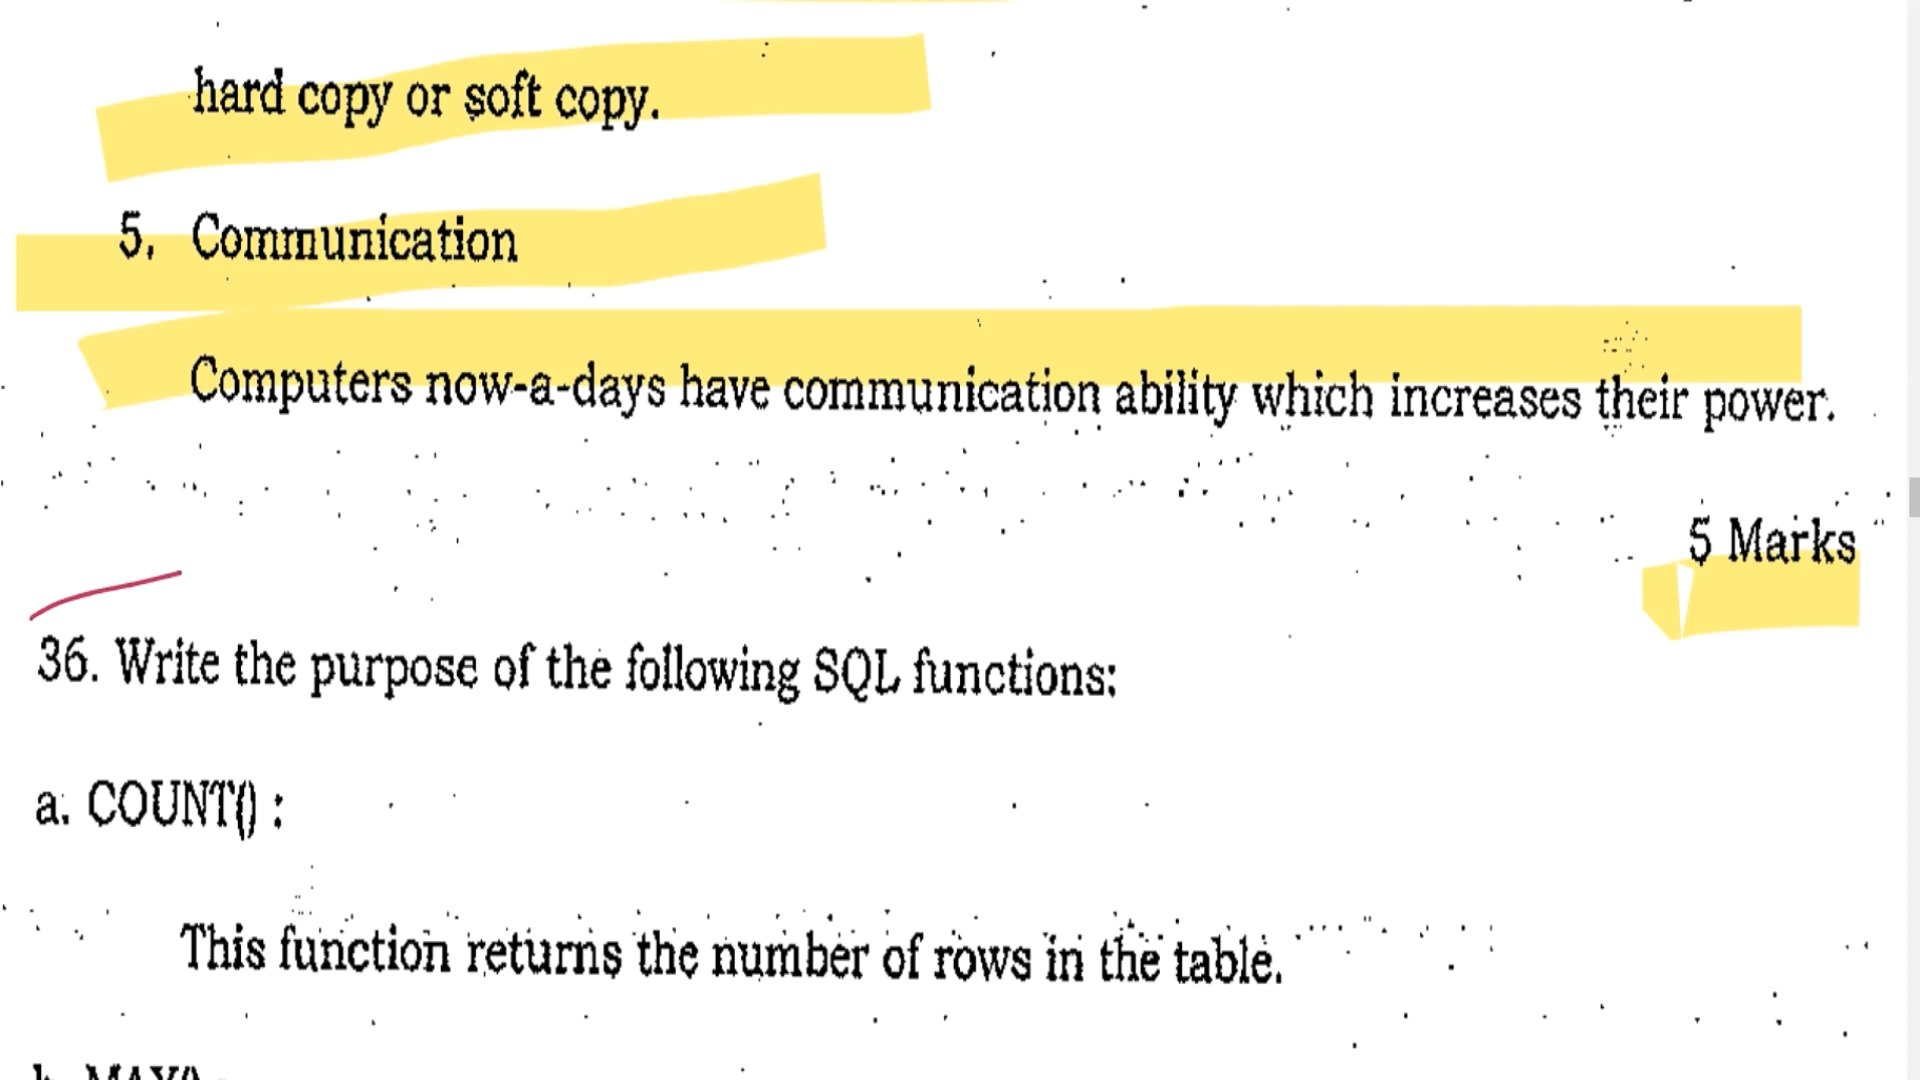 hard copy or soft copy.
5. Communication
Computers now-a-days have communication ability which increases their power.
5 Marks
36. Write the purpose of the following SQL functions:
a. COUNT() :
This function returns the number of rows in the table.
b. MAX() :